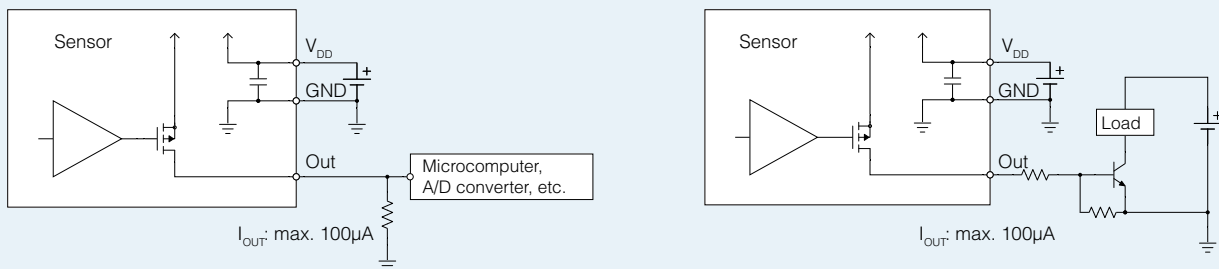 Sensor
V_DD
+
GND
Out
Microcomputer,
A/D converter, etc.
I_OUT: max. 100µA
Sensor
V_DD
+
GND
Load
+
Out
I_OUT: max. 100µA